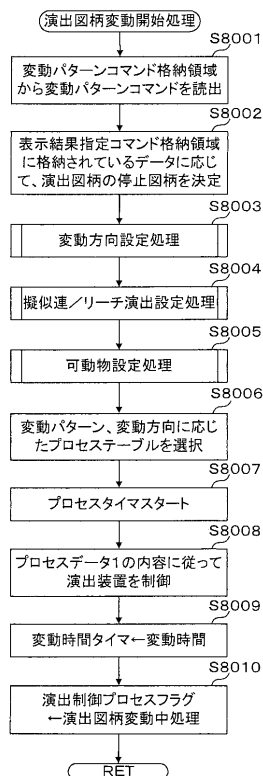 演出図柄変動開始処理
S8001
変動パターンコマンド格納領域
から変動パターンコマンドを読出
S8002
表示結果指定コマンド格納領域
に格納されているデータに応じ
て、演出図柄の停止図柄を決定
S8003
変動方向設定処理
S8004
擬似連/リーチ演出設定処理
S8005
可動物設定処理
S8006
変動パターン、変動方向に応じ
たプロセステーブルを選択
S8007
プロセスタイマスタート
S8008
プロセスデータ1の内容に従って
演出装置を制御
S8009
変動時間タイマ←変動時間
S8010
演出制御プロセスフラグ
←演出図柄変動中処理
RET